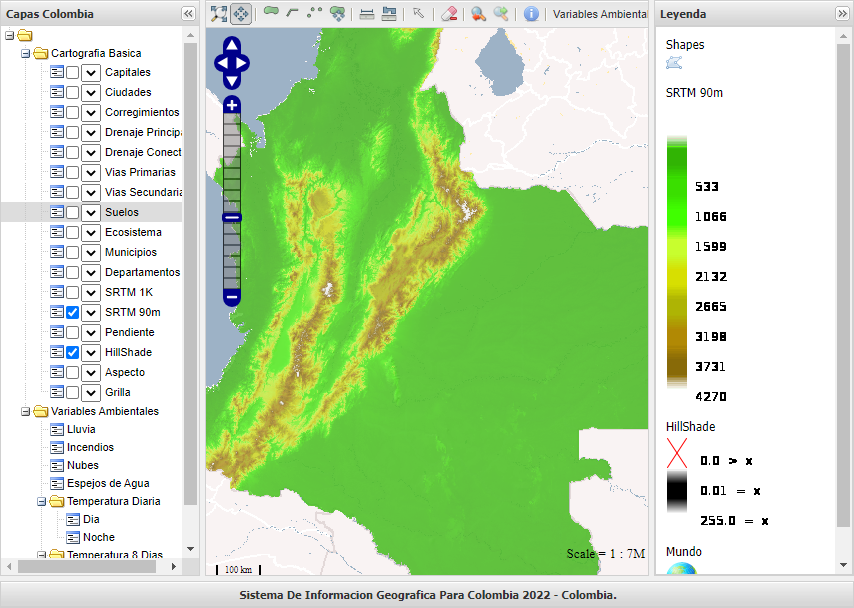 Capas Colombia
Cartografia Basica
Capitales
Ciudades
Corregimientos
Drenaje Principa
Drenaje Conect
Vias Primarias
Vias Secundaria
Suelos
Ecosistema
Municipios
Departamentos
SRTM 1K
SRTM 90m
Pendiente
HillShade
Aspecto
Grilla
Variables Ambientales
Lluvia
Incendios
Nubes
Espejos de Agua
Temperatura Diaria
Dia
Noche
Temperatura 8 Dias
Variables Ambiental
Scale = 1 : 7M
100 km
Leyenda
Shapes
SRTM 90m
533
1066
1599
2132
2665
3198
3731
4270
HillShade
0.0 > x
0.01 = x
255.0 = x
Mundo
Sistema De Informacion Geografica Para Colombia 2022 - Colombia.